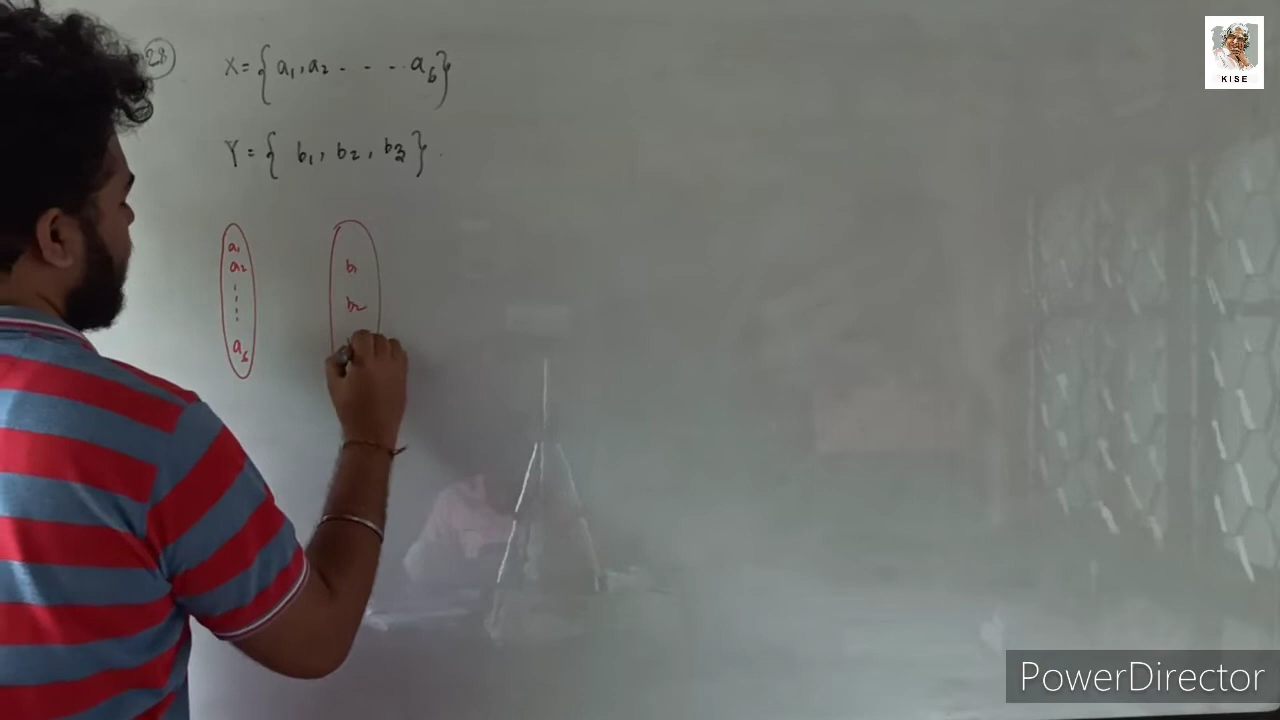 28
X = { a1, a2 - - - . a6 }
Y = { b1, b2, b3 } .
a1
a2
a6
b1
b2
KISE
PowerDirector